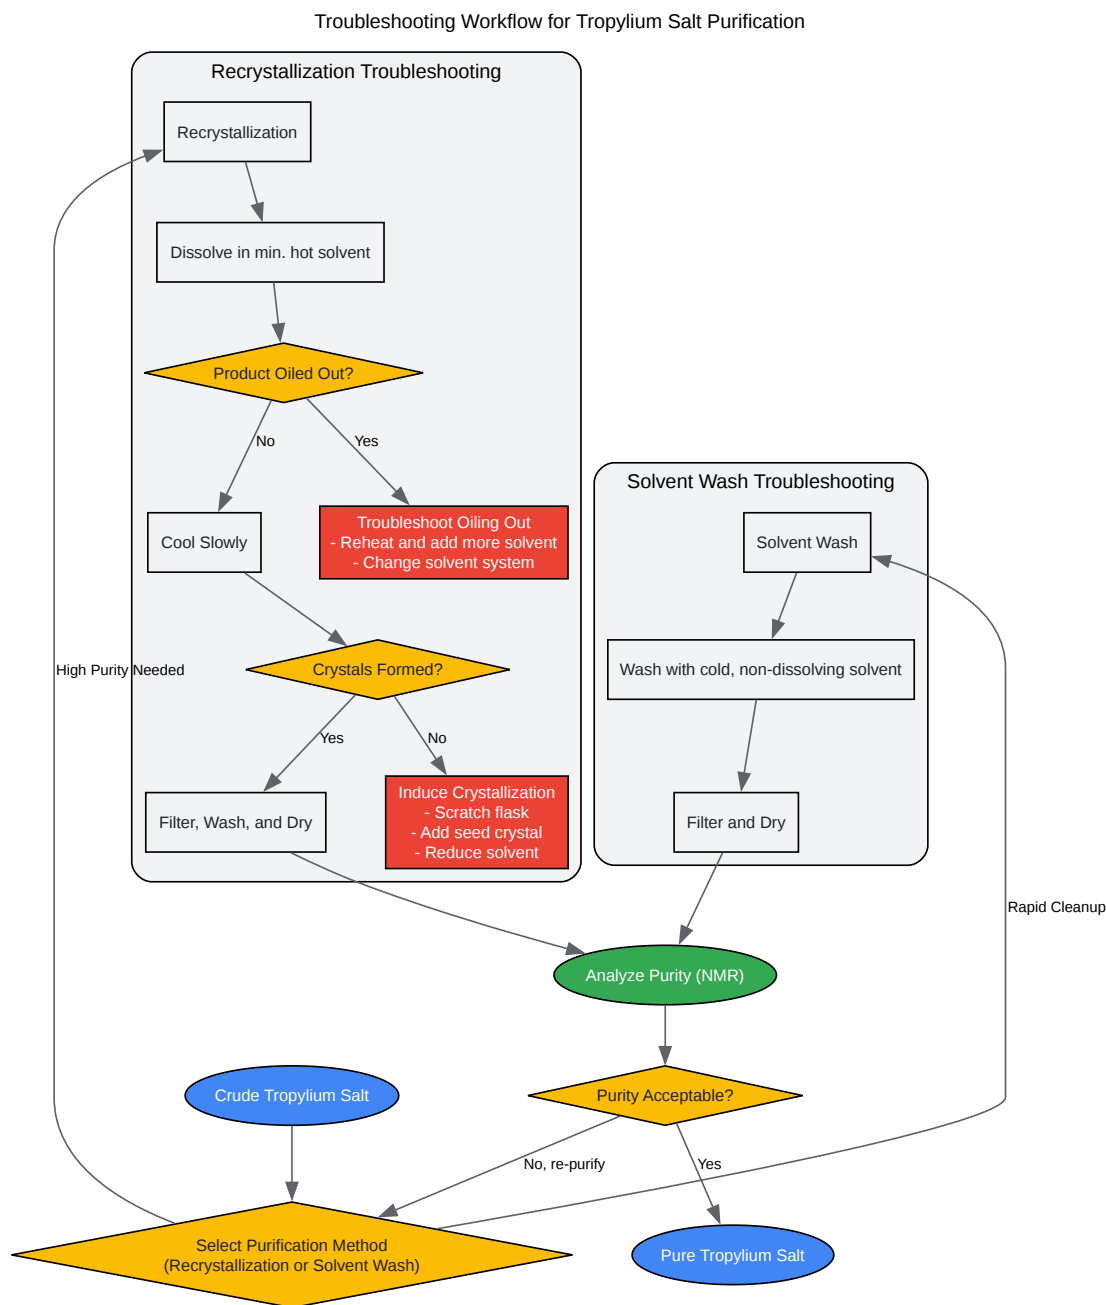 Troubleshooting Workflow for Tropylium Salt Purification
Recrystallization Troubleshooting
Recrystallization
Dissolve in min. hot solvent
Product Oiled Out?
No
Yes
Cool Slowly
Troubleshoot Oiling Out
- Reheat and add more solvent
- Change solvent system
Crystals Formed?
High Purity Needed
Yes
No
Filter, Wash, and Dry
Induce Crystallization
- Scratch flask
- Add seed crystal
- Reduce solvent
Solvent Wash Troubleshooting
Solvent Wash
Wash with cold, non-dissolving solvent
Filter and Dry
Rapid Cleanup
Analyze Purity (NMR)
Crude Tropylium Salt
Purity Acceptable?
No, re-purify
Yes
Select Purification Method
(Recrystallization or Solvent Wash)
Pure Tropylium Salt